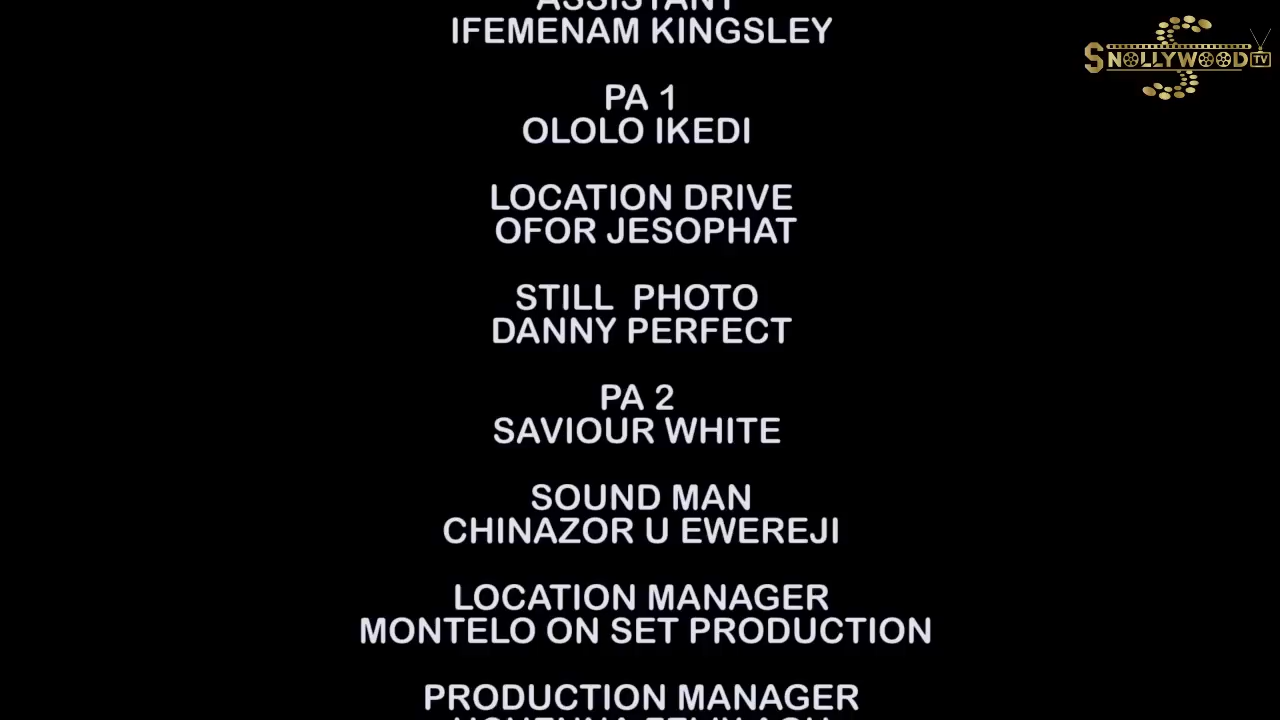 ASSISTANT
IFEMENAM KINGSLEY
PA 1
OLOLO IKEDI
LOCATION DRIVE
OFOR JESOPHAT
STILL PHOTO
DANNY PERFECT
PA 2
SAVIOUR WHITE
SOUND MAN
CHINAZOR U EWEREJI
LOCATION MANAGER
MONTELO ON SET PRODUCTION
PRODUCTION MANAGER
SNOLLYWOOD TV